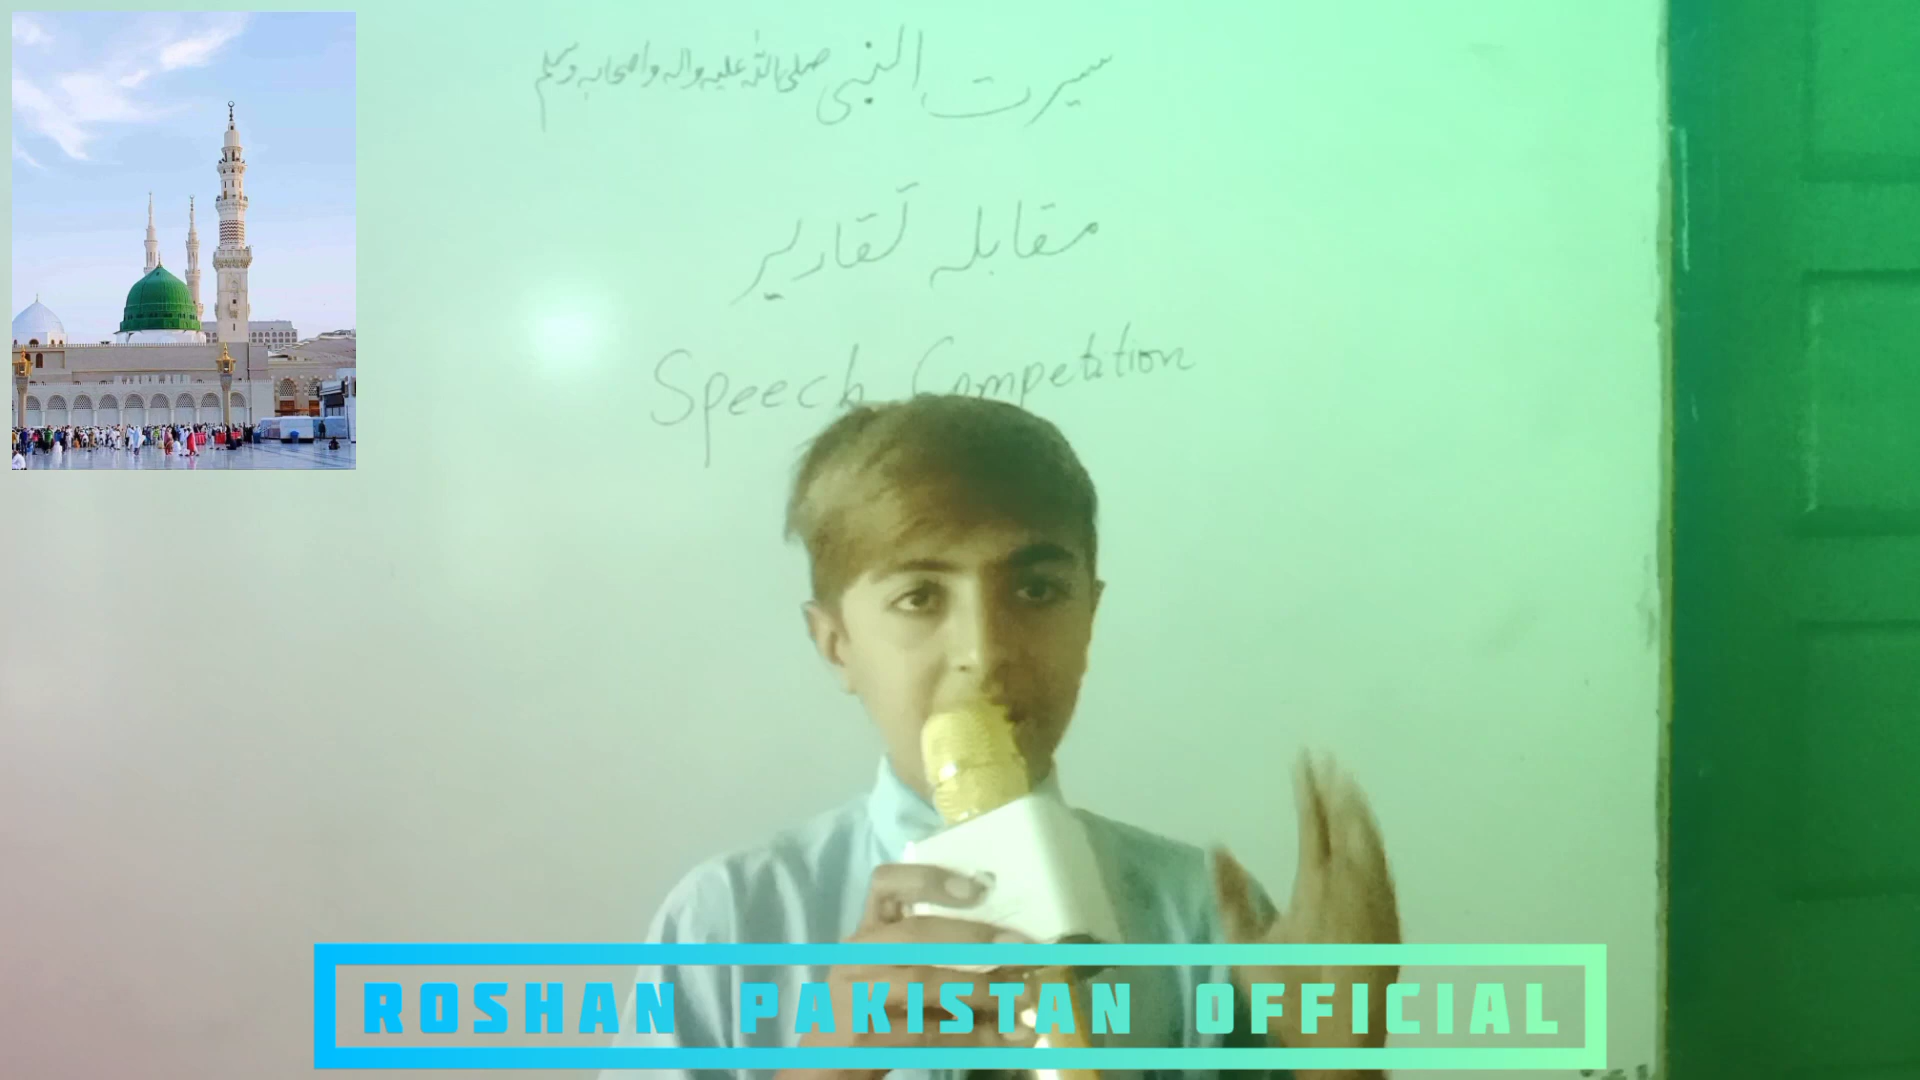 سیرت النبی صلی اللہ علیہ والہ واصحابہ وسلم
مقابلہ تقاریر
Speech Competition
ROSHAN PAKISTAN OFFICIAL